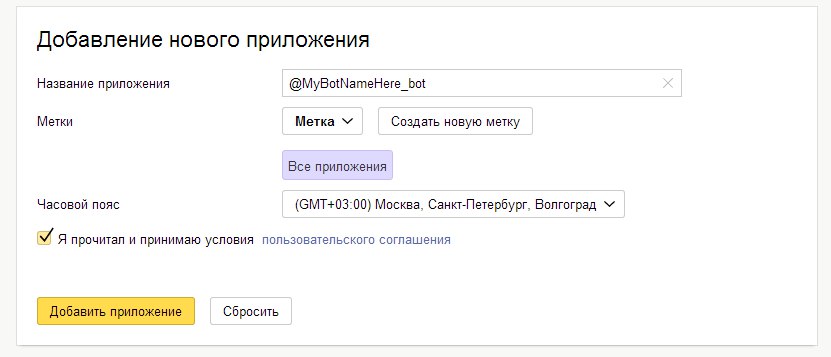 Добавление нового приложения
Название приложения @MyBotNameHere_bot
Метки Метка Создать новую метку
Все приложения
Часовой пояс (GMT+03:00) Москва, Санкт-Петербург, Волгоград
Я прочитал и принимаю условия пользовательского соглашения
Добавить приложение Сбросить